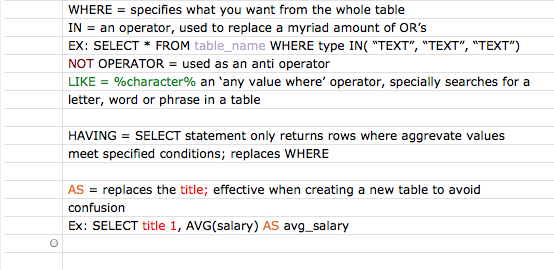 WHERE = specifies what you want from the whole table
IN = an operator, used to replace a myriad amount of OR’s
EX: SELECT * FROM table_name WHERE type IN( “TEXT”, “TEXT”, “TEXT”)
NOT OPERATOR = used as an anti operator
LIKE = %character% an ‘any value where’ operator, specially searches for a
letter, word or phrase in a table
HAVING = SELECT statement only returns rows where aggrevate values
meet specified conditions; replaces WHERE
AS = replaces the title; effective when creating a new table to avoid
confusion
Ex: SELECT title 1, AVG(salary) AS avg_salary